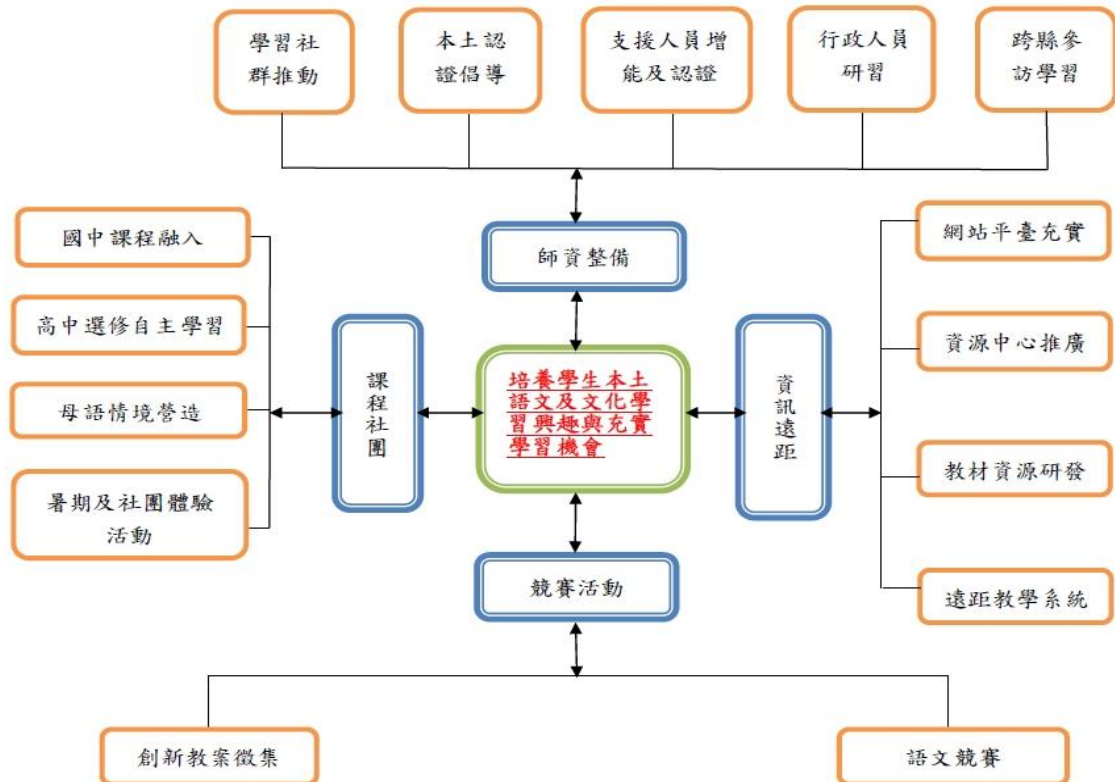 學習社
群推動
本土認
證倡導
支援人員增
能及認證
行政人員
研習
跨縣參
訪學習
師資整備
國中課程融入
高中選修自主學習
母語情境營造
暑期及社團體驗
活動
課程社團
培養學生本土
語文及文化學
習興趣與充實
學習機會
資訊遠距
網站平臺充實
資源中心推廣
教材資源研發
遠距教學系統
競賽活動
創新教案徵集
語文競賽